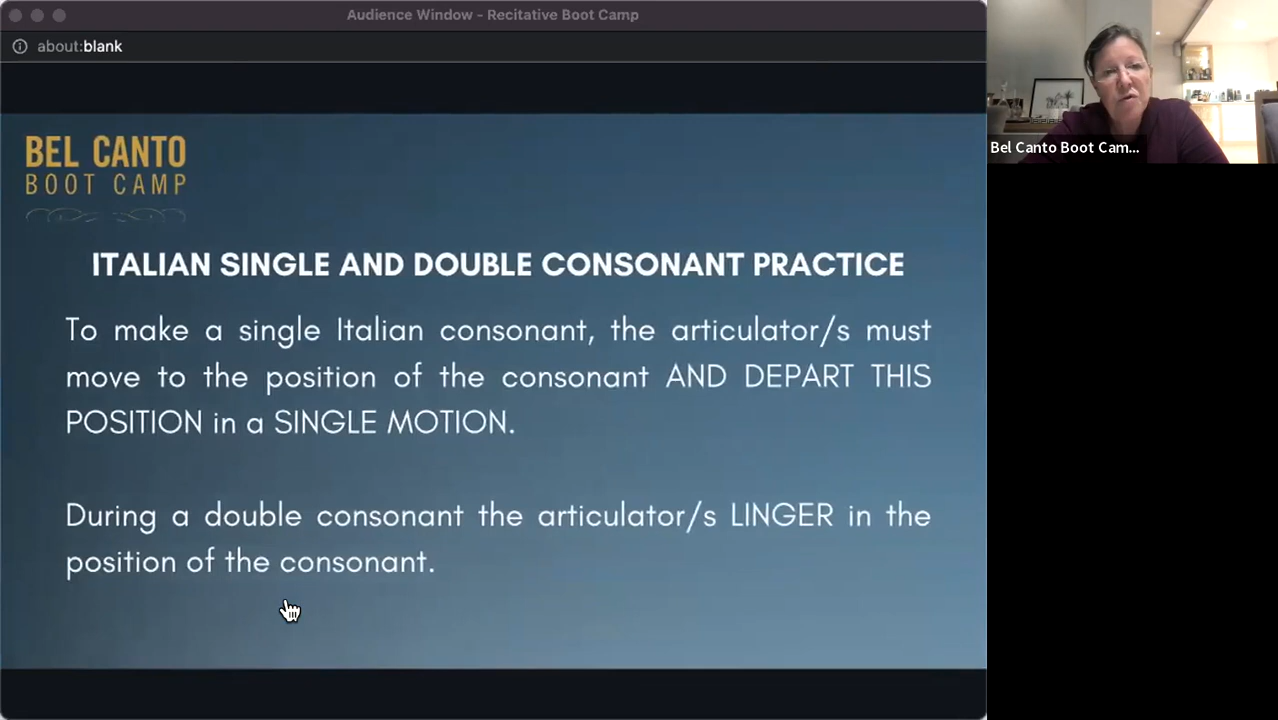 Audience Window - Recitative Boot Camp
about:blank
BEL CANTO
BOOT CAMP
ITALIAN SINGLE AND DOUBLE CONSONANT PRACTICE
To make a single Italian consonant, the articulator/s must
move to the position of the consonant AND DEPART THIS
POSITION in a SINGLE MOTION.
During a double consonant the articulator/s LINGER in the
position of the consonant.
Bel Canto Boot Cam...